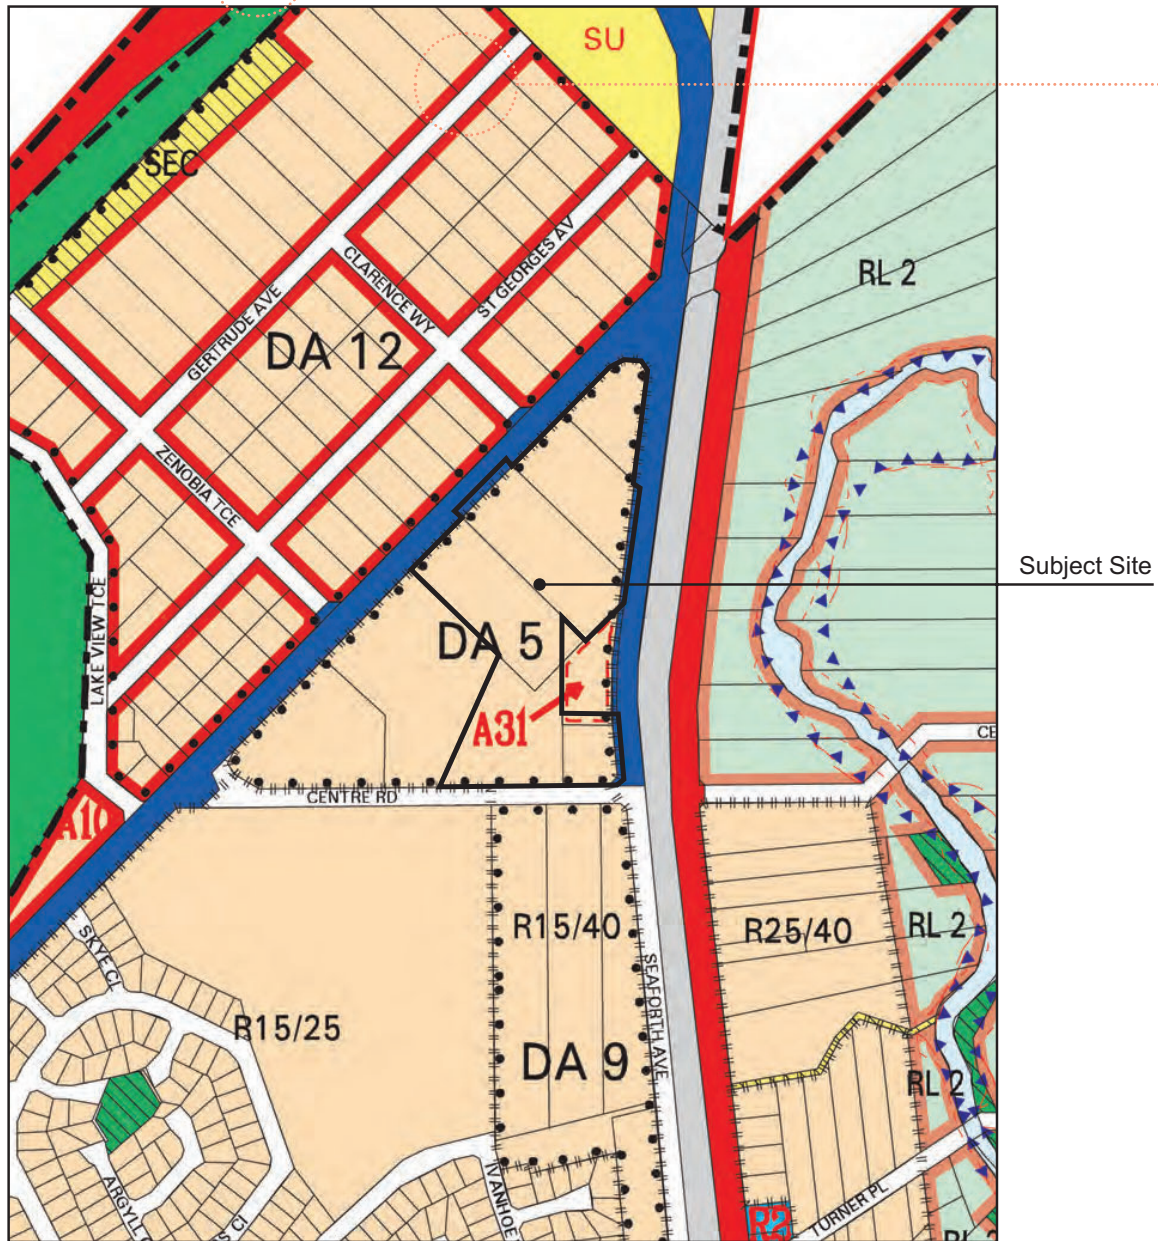 SU
SEC
RL 2
CLARENCE WY
ST GEORGES AV
GERTRUDE AVE
DA 12
ZENOBIA TCE
Subject Site
LAKE VIEW TCE
DA 5
A31
CE
CENTRE RD
A10
R15/40
R25/40
RL 2
SKYE CL
SEAFORTH AVE
R15/25
DA 9
RL 2
ARGYLL
IVANHOE
TURNER PL
R2